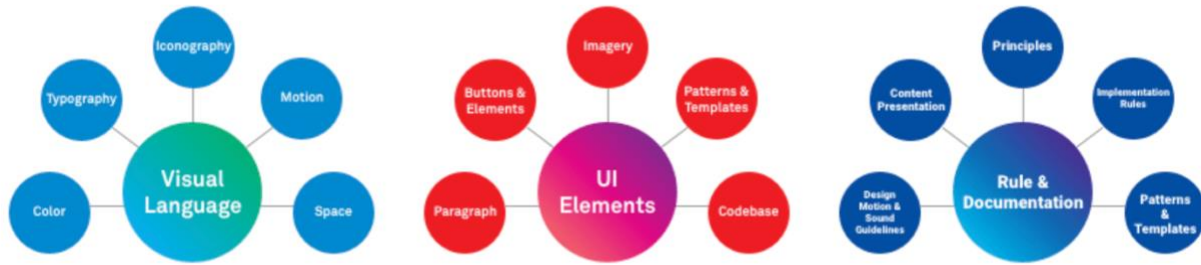 Iconography
Typography
Motion
Color
Visual
Language
Space
Imagery
Buttons &
Elements
Patterns &
Templates
Paragraph
UI
Elements
Codebase
Principles
Content
Presentation
Implementation
Rules
Design
Motion &
Sound
Guidelines
Rule &
Documentation
Patterns
&
Templates